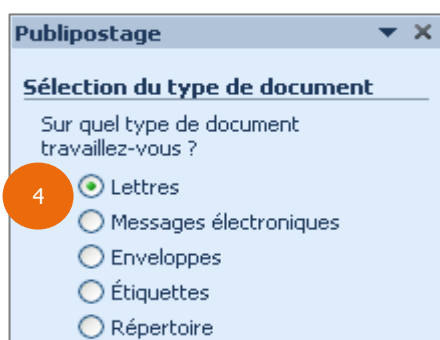 Publipostage
Sélection du type de document
Sur quel type de document
travaillez-vous ?
4
Lettres
Messages électroniques
Enveloppes
Étiquettes
Répertoire